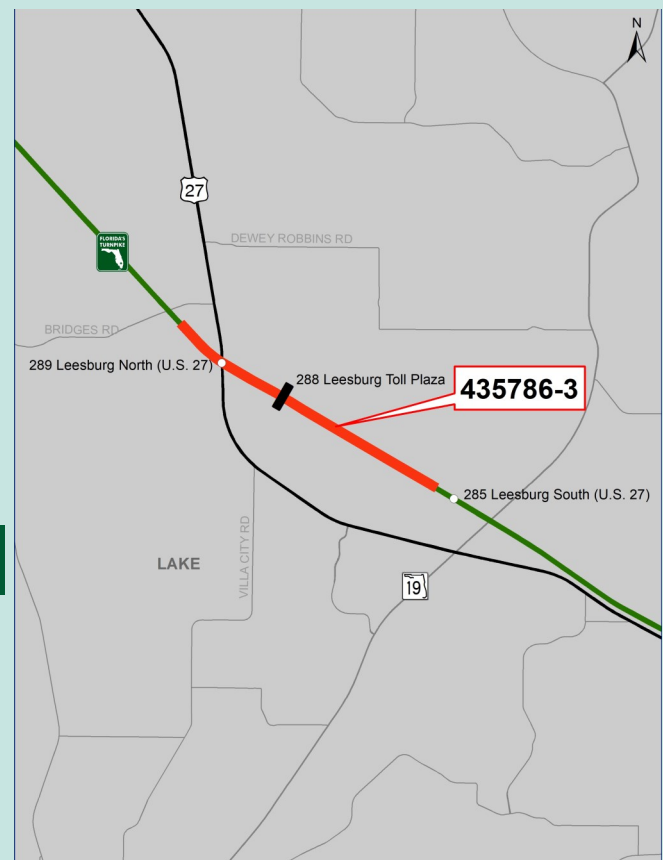 N
27
FLORIDA'S
TURNPIKE
DEWEY ROBBINS RD
BRIDGES RD
289 Leesburg North (U.S. 27)
288 Leesburg Toll Plaza
435786-3
285 Leesburg South (U.S. 27)
VILLA CITY RD
LAKE
19